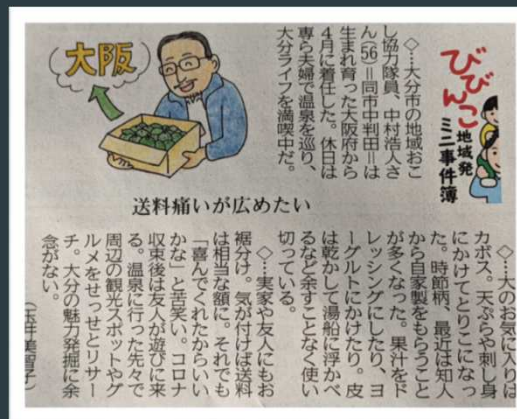 びびんこ
地域発
ミニ事件簿
◇…大分市の地域おこ
し協力隊員、中村浩人さ
ん(56)＝同市中判田＝は
生まれ育った大阪府から
4月に着任した。休日は
専ら夫婦で温泉を巡り、
大分ライフを満喫中だ。
大阪
送料痛いが広めたい
◇…大のお気に入りは
カボス。天ぷらや刺し身
にかけてとりこになっ
た。時節柄、最近は知人
から自家製をもらうこと
が多くなった。果汁をド
レッシングにしたり、ヨ
ーグルトにかけたり。皮
は乾かして湯船に浮かべ
るなど余すことなく使い
切っている。
◇…実家や友人にもお
裾分け。気が付けば送料
は相当な額に。それでも
「喜んでくれたからいい
かな」と苦笑い。コロナ
収束後は友人が遊びに来
る。温泉に行った先々で
周辺の観光スポットやグ
ルメをせっせとリサー
チ。大分の魅力発掘に余
念がない。
(玉井美智子)